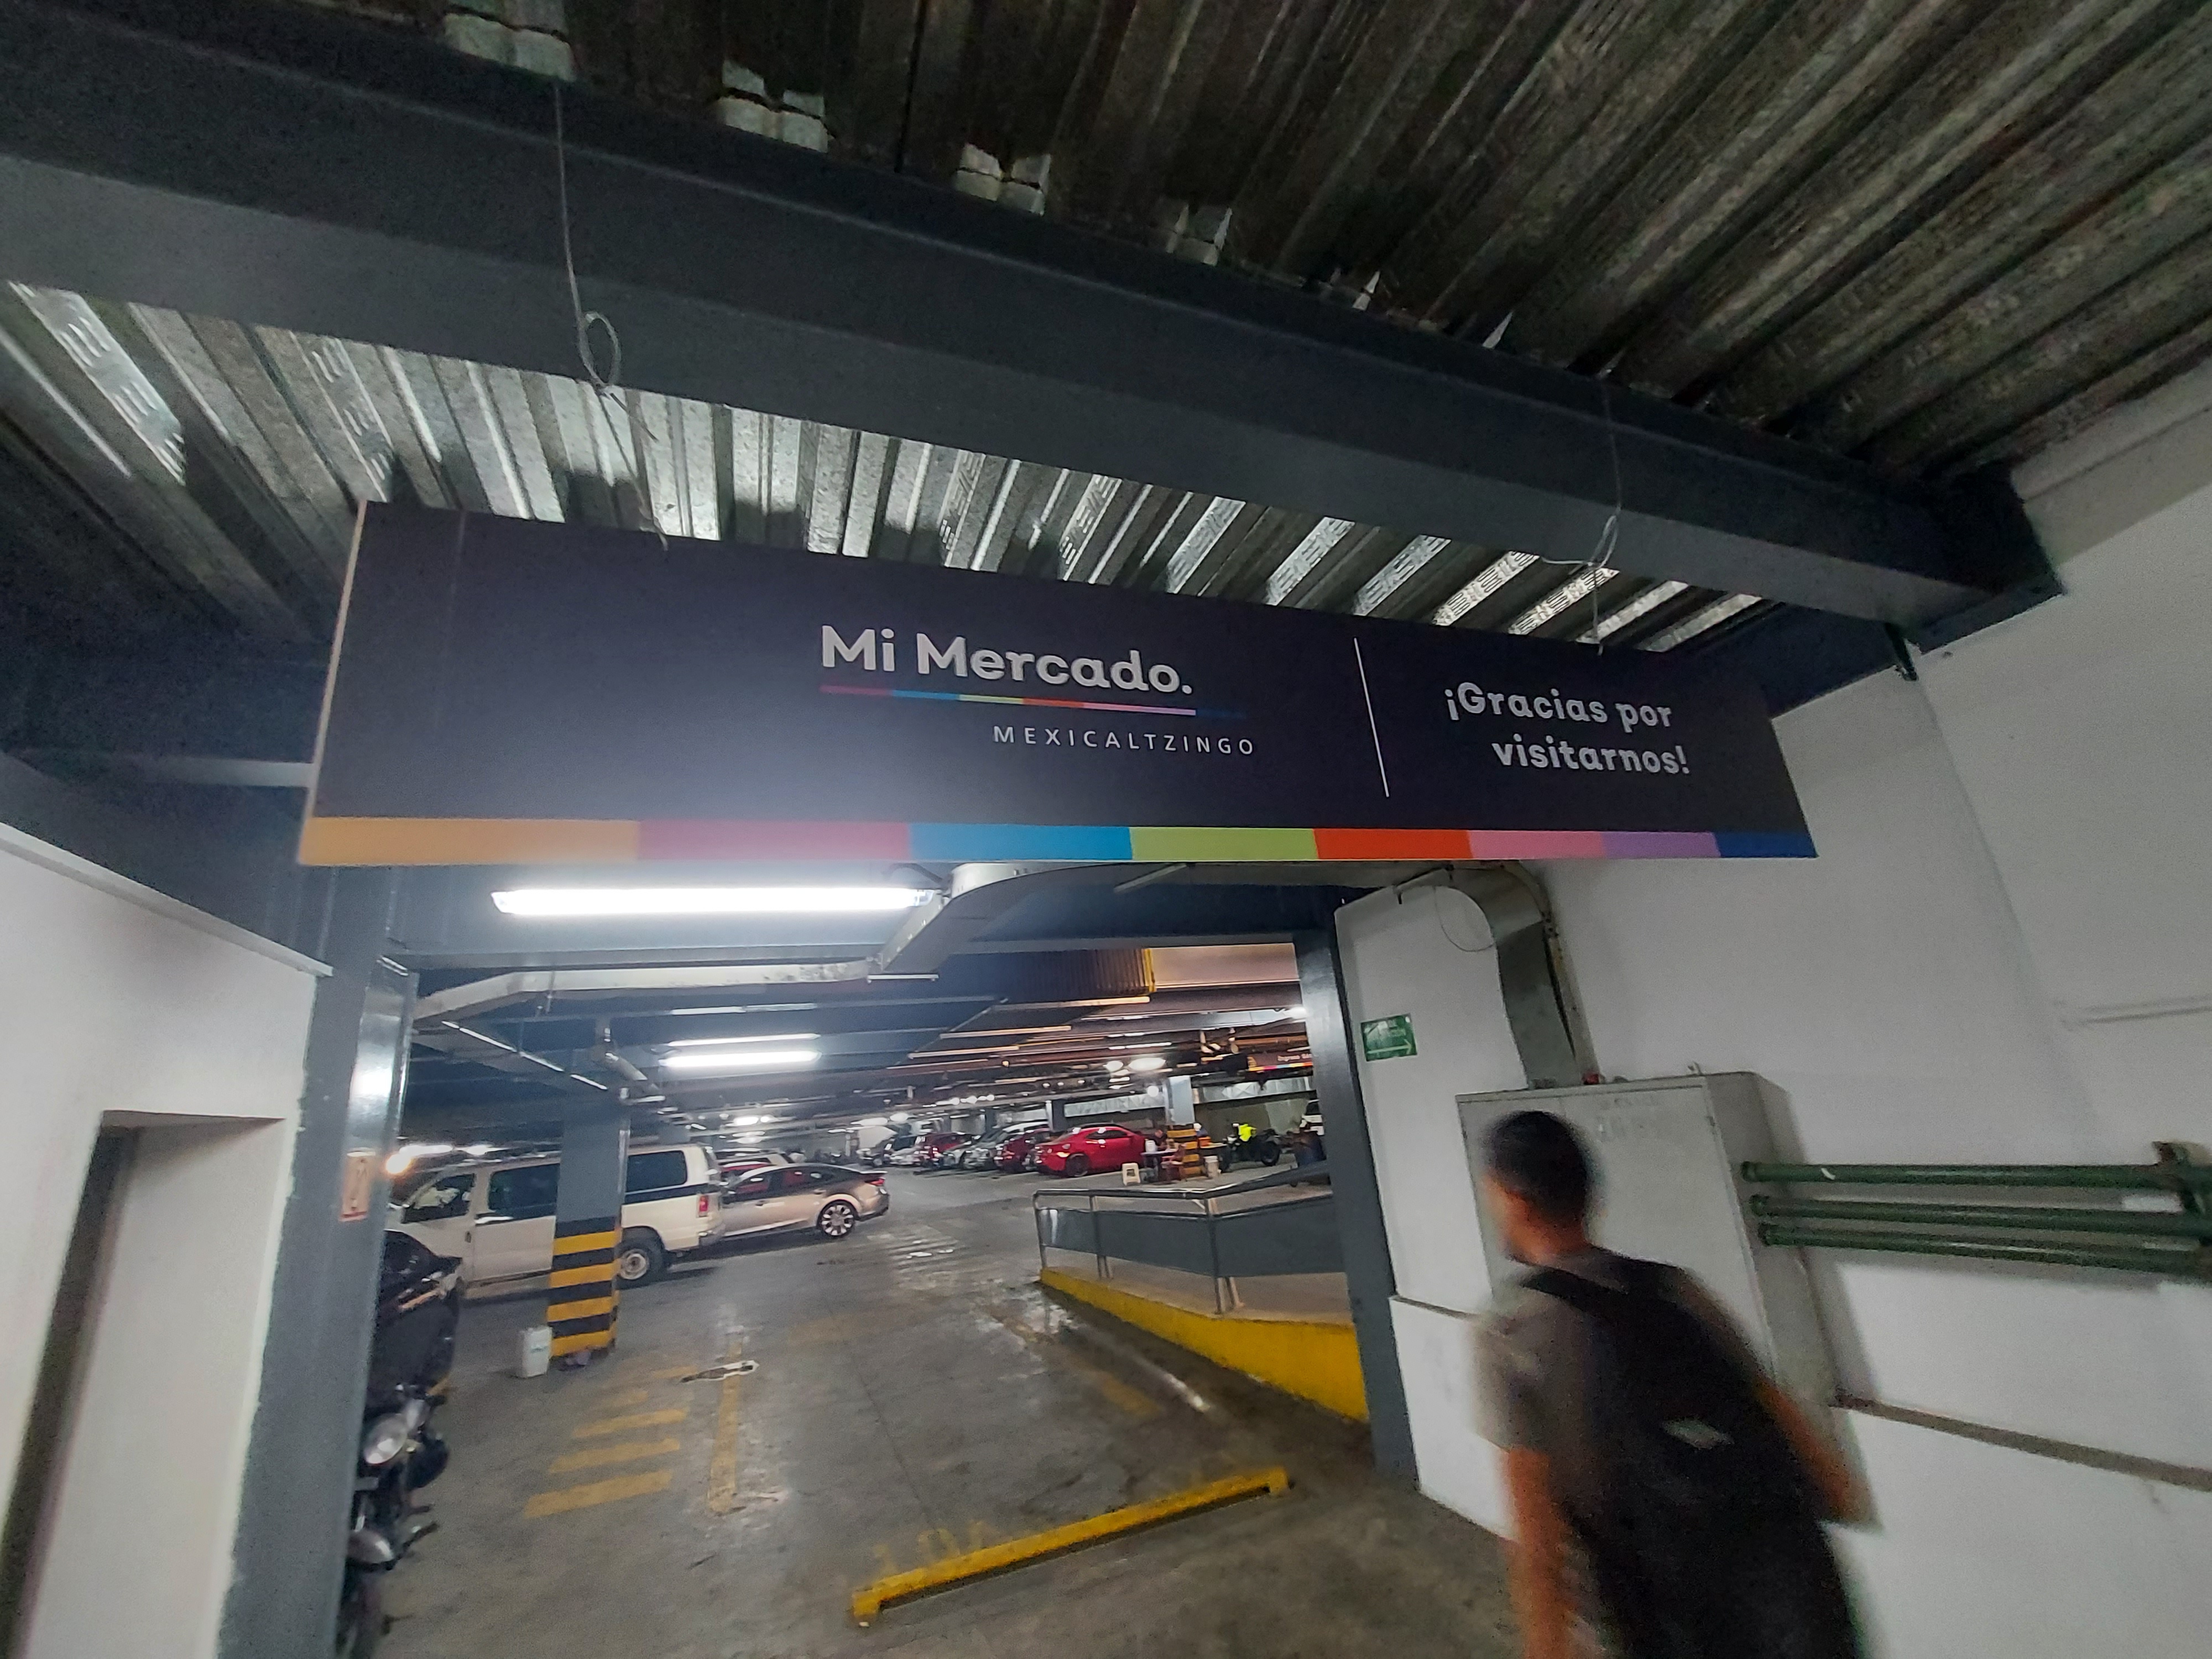 Mi Mercado.
MEXICALTZINGO
¡Gracias por
visitarnos!